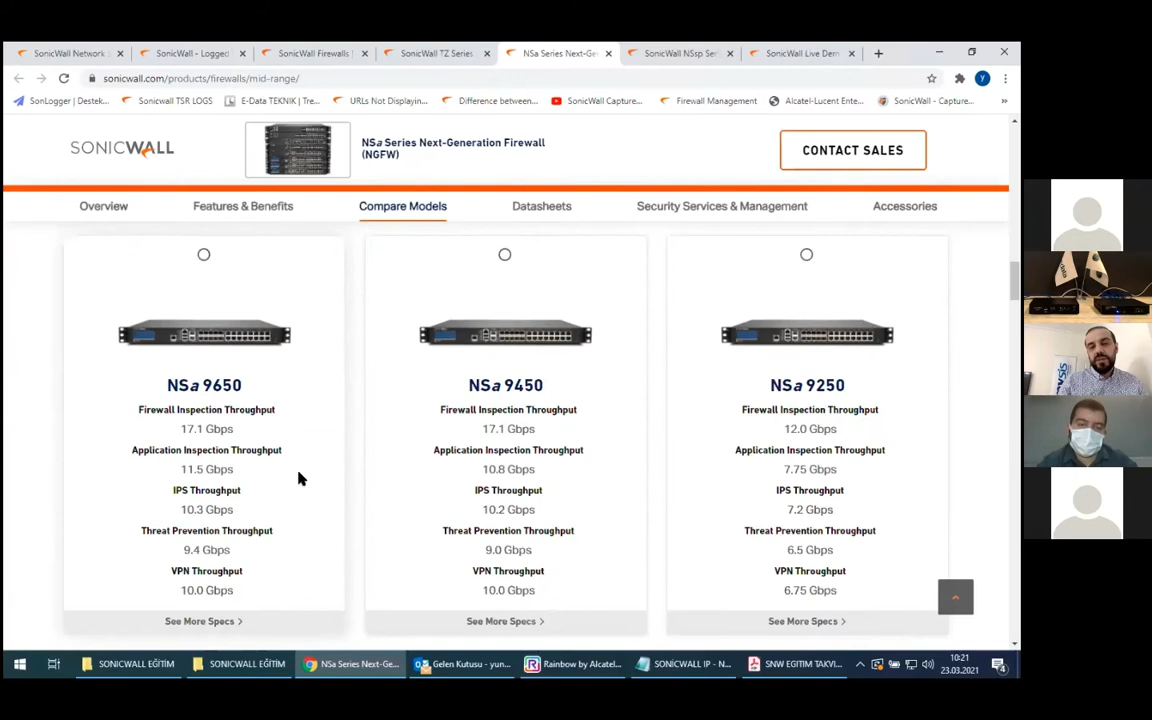 SonicWall Network
SonicWall - Logged
SonicWall Firewalls |
SonicWall TZ Series
NSa Series Next-Ge
SonicWall NSsp Ser
SonicWall Live Dem
sonicwall.com/products/firewalls/mid-range/
y
SonLogger | Destek...
Sonicwall TSR LOGS
E-Data TEKNIK | Tre...
URLs Not Displayin...
Difference between...
SonicWall Capture...
Firewall Management
Alcatel-Lucent Ente...
SonicWall - Capture...
SONICWALL
NSa Series Next-Generation Firewall
(NGFW)
CONTACT SALES
Overview
Features & Benefits
Compare Models
Datasheets
Security Services & Management
Accessories
NSa 9650
Firewall Inspection Throughput
17.1 Gbps
Application Inspection Throughput
11.5 Gbps
IPS Throughput
10.3 Gbps
Threat Prevention Throughput
9.4 Gbps
VPN Throughput
10.0 Gbps
See More Specs >
NSa 9450
Firewall Inspection Throughput
17.1 Gbps
Application Inspection Throughput
10.8 Gbps
IPS Throughput
10.2 Gbps
Threat Prevention Throughput
9.0 Gbps
VPN Throughput
10.0 Gbps
See More Specs >
NSa 9250
Firewall Inspection Throughput
12.0 Gbps
Application Inspection Throughput
7.75 Gbps
IPS Throughput
7.2 Gbps
Threat Prevention Throughput
6.5 Gbps
VPN Throughput
6.75 Gbps
See More Specs >
SONICWALL EĞİTİM
SONICWALL EĞİTİM
NSa Series Next-Ge...
Gelen Kutusu - yun...
Rainbow by Alcatel...
SONİCWALL IP - N...
SNW EGITIM TAKVI...
10:21
23.03.2021
4